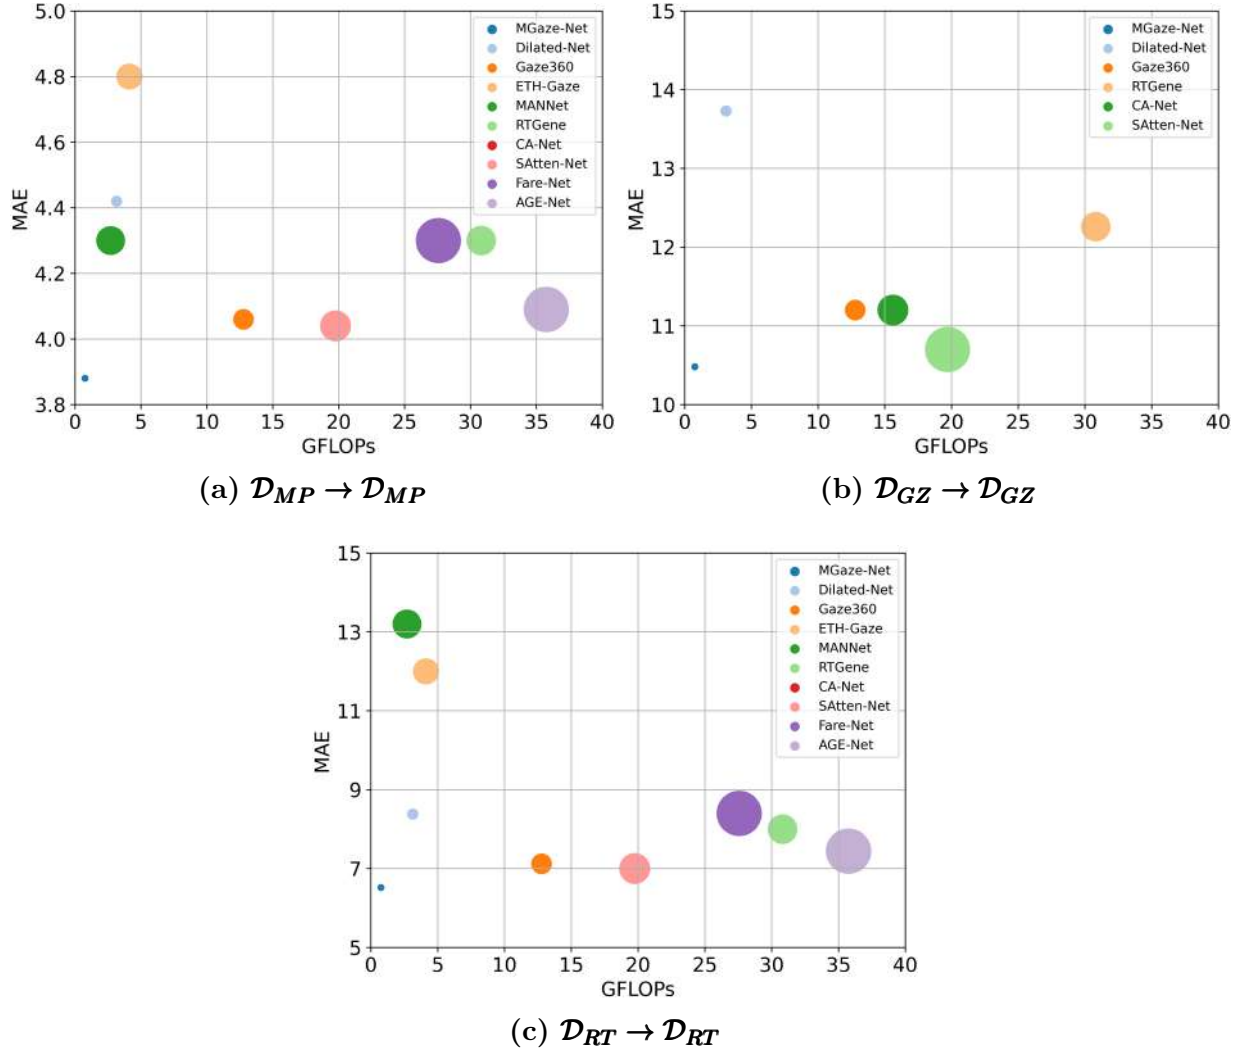 5.0
4.8
4.6
4.4
4.2
4.0
3.8
MAE
0 5 10 15 20 25 30 35 40
GFLOPs
MGaze-Net
Dilated-Net
Gaze360
ETH-Gaze
MANNet
RTGene
CA-Net
SAtten-Net
Fare-Net
AGE-Net
(a) 𝒟MP → 𝒟MP
15
14
13
12
11
10
MAE
0 5 10 15 20 25 30 35 40
GFLOPs
MGaze-Net
Dilated-Net
Gaze360
RTGene
CA-Net
SAtten-Net
(b) 𝒟GZ → 𝒟GZ
15
13
11
9
7
5
MAE
0 5 10 15 20 25 30 35 40
GFLOPs
MGaze-Net
Dilated-Net
Gaze360
ETH-Gaze
MANNet
RTGene
CA-Net
SAtten-Net
Fare-Net
AGE-Net
(c) 𝒟RT → 𝒟RT